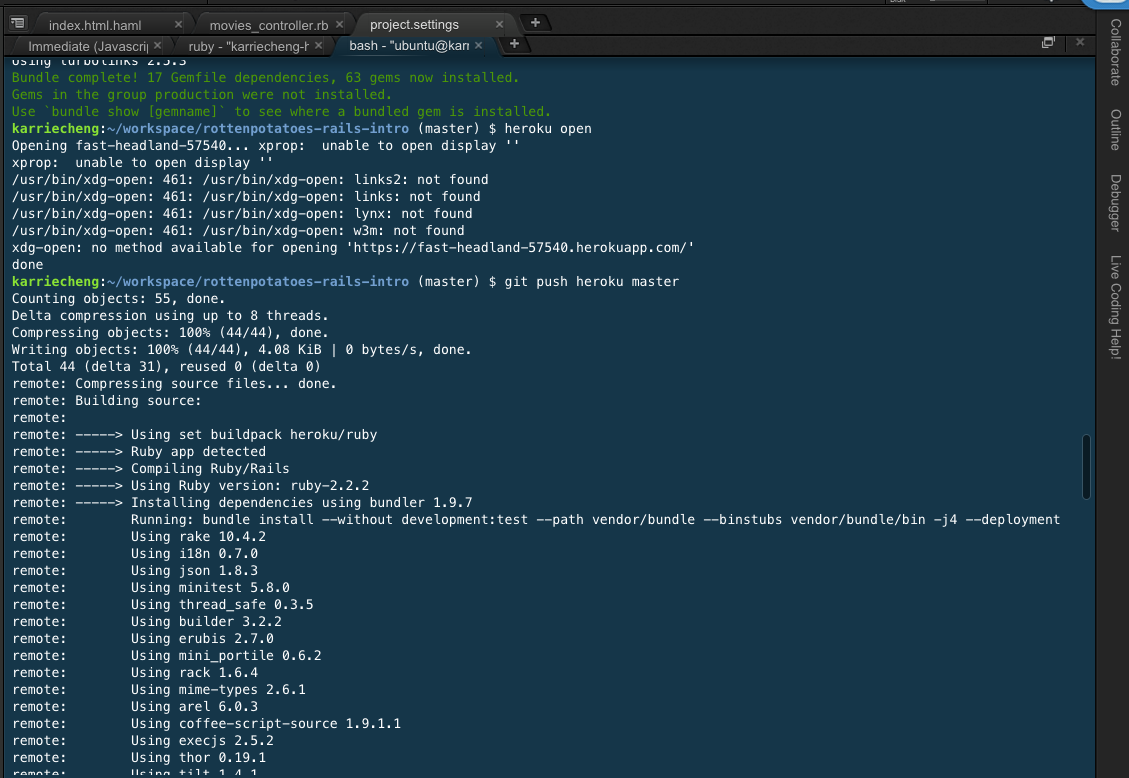 index.html.haml
movies_controller.rb
project.settings
Immediate (Javascrip
ruby - "karriecheng-r
bash - "ubuntu@karr
Using turbolinks 2.5.3
Bundle complete! 17 Gemfile dependencies, 63 gems now installed.
Gems in the group production were not installed.
Use `bundle show [gemname]` to see where a bundled gem is installed.
karriecheng:~/workspace/rottenpotatoes-rails-intro (master) $ heroku open
Opening fast-headland-57540... xprop:  unable to open display ''
xprop:  unable to open display ''
/usr/bin/xdg-open: 461: /usr/bin/xdg-open: links2: not found
/usr/bin/xdg-open: 461: /usr/bin/xdg-open: links: not found
/usr/bin/xdg-open: 461: /usr/bin/xdg-open: lynx: not found
/usr/bin/xdg-open: 461: /usr/bin/xdg-open: w3m: not found
xdg-open: no method available for opening 'https://fast-headland-57540.herokuapp.com/'
done
karriecheng:~/workspace/rottenpotatoes-rails-intro (master) $ git push heroku master
Counting objects: 55, done.
Delta compression using up to 8 threads.
Compressing objects: 100% (44/44), done.
Writing objects: 100% (44/44), 4.08 KiB | 0 bytes/s, done.
Total 44 (delta 31), reused 0 (delta 0)
remote: Compressing source files... done.
remote: Building source:
remote:
remote: -----> Using set buildpack heroku/ruby
remote: -----> Ruby app detected
remote: -----> Compiling Ruby/Rails
remote: -----> Using Ruby version: ruby-2.2.2
remote: -----> Installing dependencies using bundler 1.9.7
remote:        Running: bundle install --without development:test --path vendor/bundle --binstubs vendor/bundle/bin -j4 --deployment
remote:        Using rake 10.4.2
remote:        Using i18n 0.7.0
remote:        Using json 1.8.3
remote:        Using minitest 5.8.0
remote:        Using thread_safe 0.3.5
remote:        Using builder 3.2.2
remote:        Using erubis 2.7.0
remote:        Using mini_portile 0.6.2
remote:        Using rack 1.6.4
remote:        Using mime-types 2.6.1
remote:        Using arel 6.0.3
remote:        Using coffee-script-source 1.9.1.1
remote:        Using execjs 2.5.2
remote:        Using thor 0.19.1
remote:        Using tilt 1.4.1
Collaborate
Outline
Debugger
Live Coding Help!